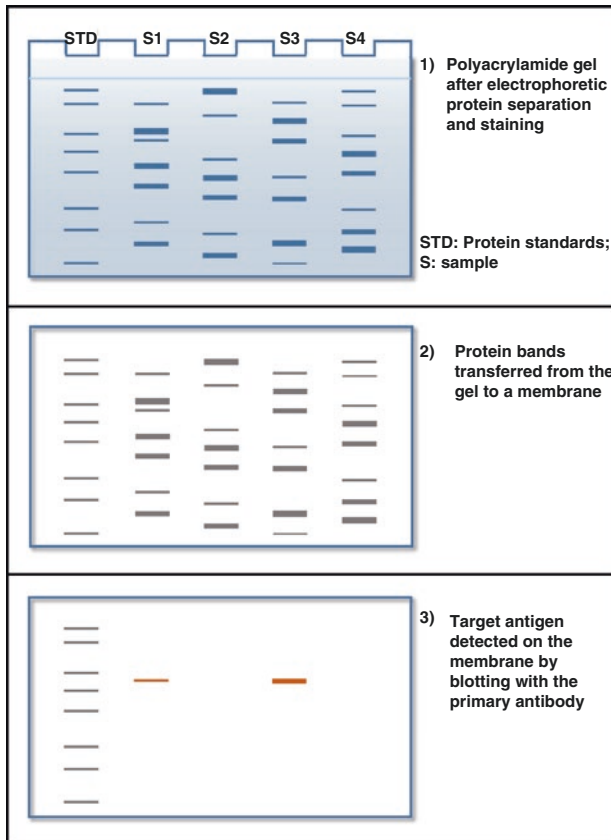 STD S1 S2 S3 S4
1) Polyacrylamide gel
after electrophoretic
protein separation
and staining
STD: Protein standards;
S: sample
2) Protein bands
transferred from the
gel to a membrane
3) Target antigen
detected on the
membrane by
blotting with the
primary antibody